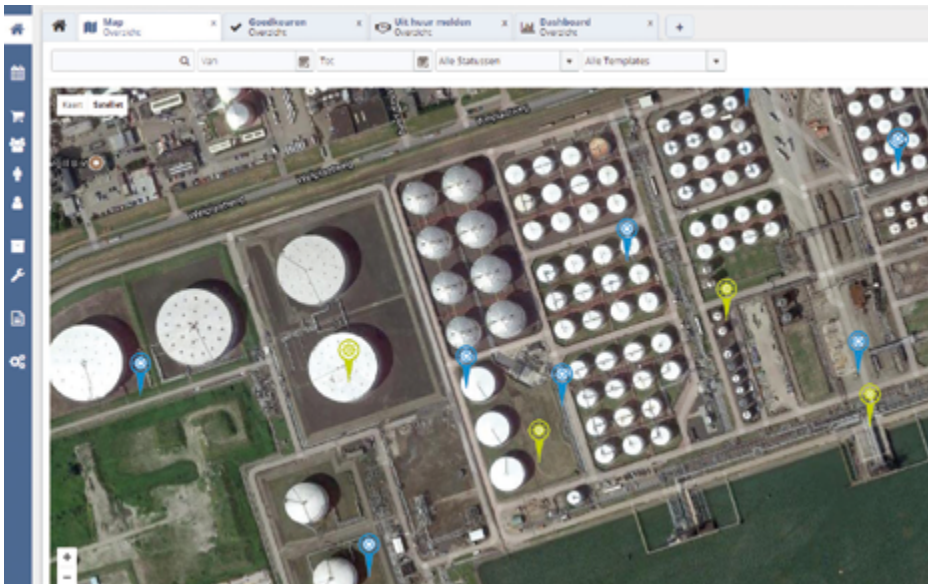 Map
Overzicht
x
Goedkeuren
Overzicht
x
Uit huur melden
Overzicht
x
Dashboard
Overzicht
x
+
Van
Tot
Alle Statussen
Alle Templates
Kaart
Satelliet
+
−